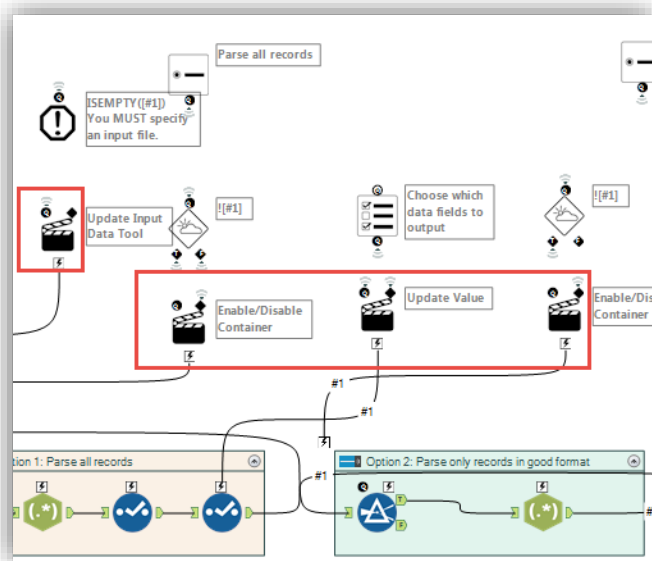 Parse all records
ISEMPTY([#1])
You MUST specify
an input file.
Update Input
Data Tool
![#1]
Choose which
data fields to
output
![#1]
Enable/Disable
Container
Update Value
Enable/Dis
Container
#1
#1
tion 1: Parse all records
Option 2: Parse only records in good format
#1
(.*)
T
F
(.*)
#